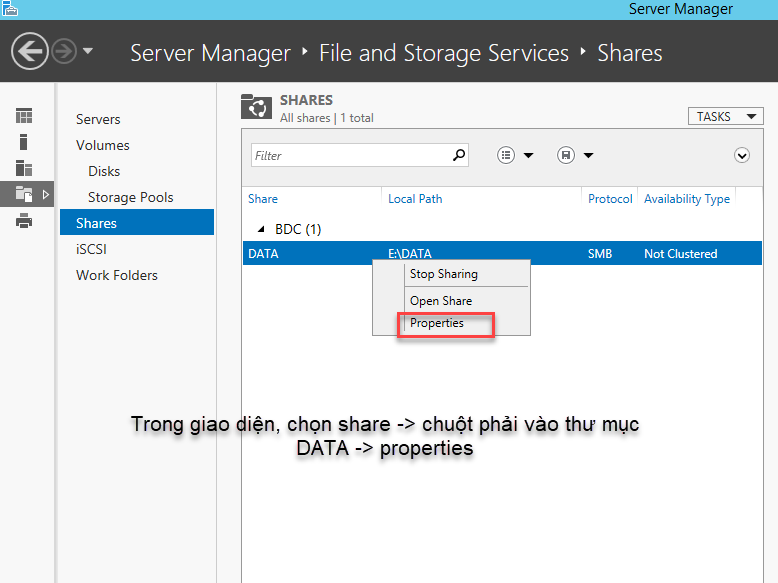 Server Manager
Server Manager ‣ File and Storage Services ‣ Shares
Servers
Volumes
Disks
Storage Pools
Shares
iSCSI
Work Folders
SHARES
All shares | 1 total
TASKS
Filter
Share Local Path Protocol Availability Type
BDC (1)
DATA E:\DATA SMB Not Clustered
Stop Sharing
Open Share
Properties
Trong giao diện, chọn share -> chuột phải vào thư mục
DATA -> properties